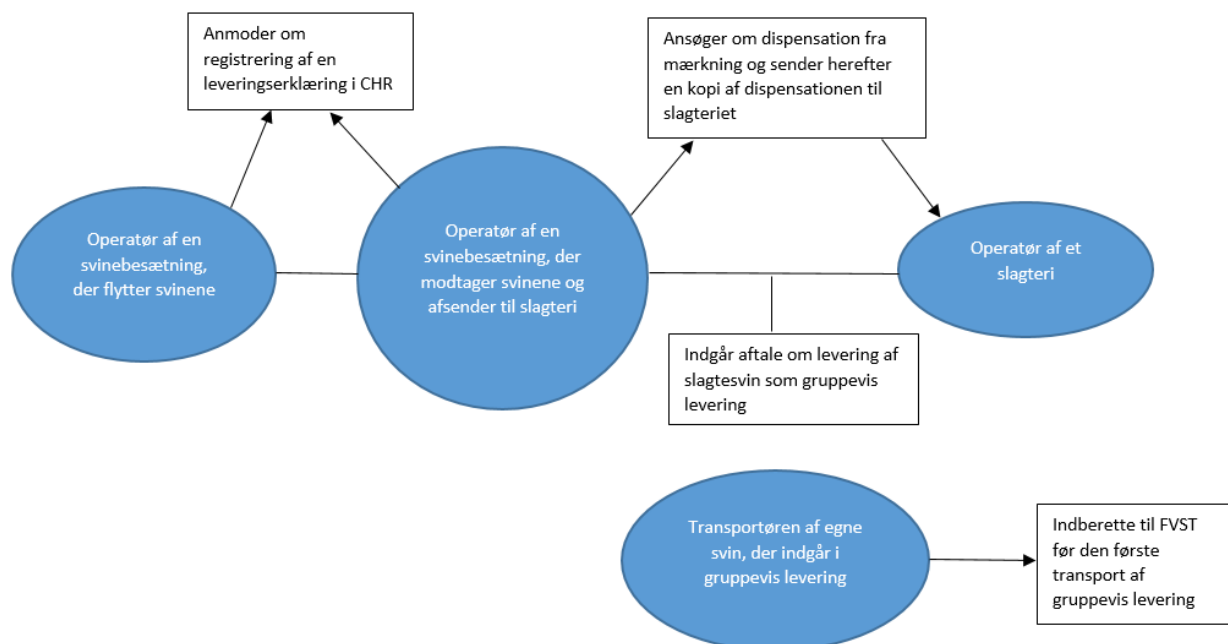 Anmoder om
registrering af en
leveringserklæring i CHR
Ansøger om dispensation fra
mærkning og sender herefter
en kopi af dispensationen til
slagteriet
Operatør af en
svinebesætning,
der flytter svinene
Operatør af en
svinebesætning, der
modtager svinene og
afsender til slagteri
Operatør af et
slagteri
Indgår aftale om levering af
slagtesvin som gruppevis
levering
Transportøren af egne
svin, der indgår i
gruppevis levering
Indberette til FVST
før den første
transport af
gruppevis levering